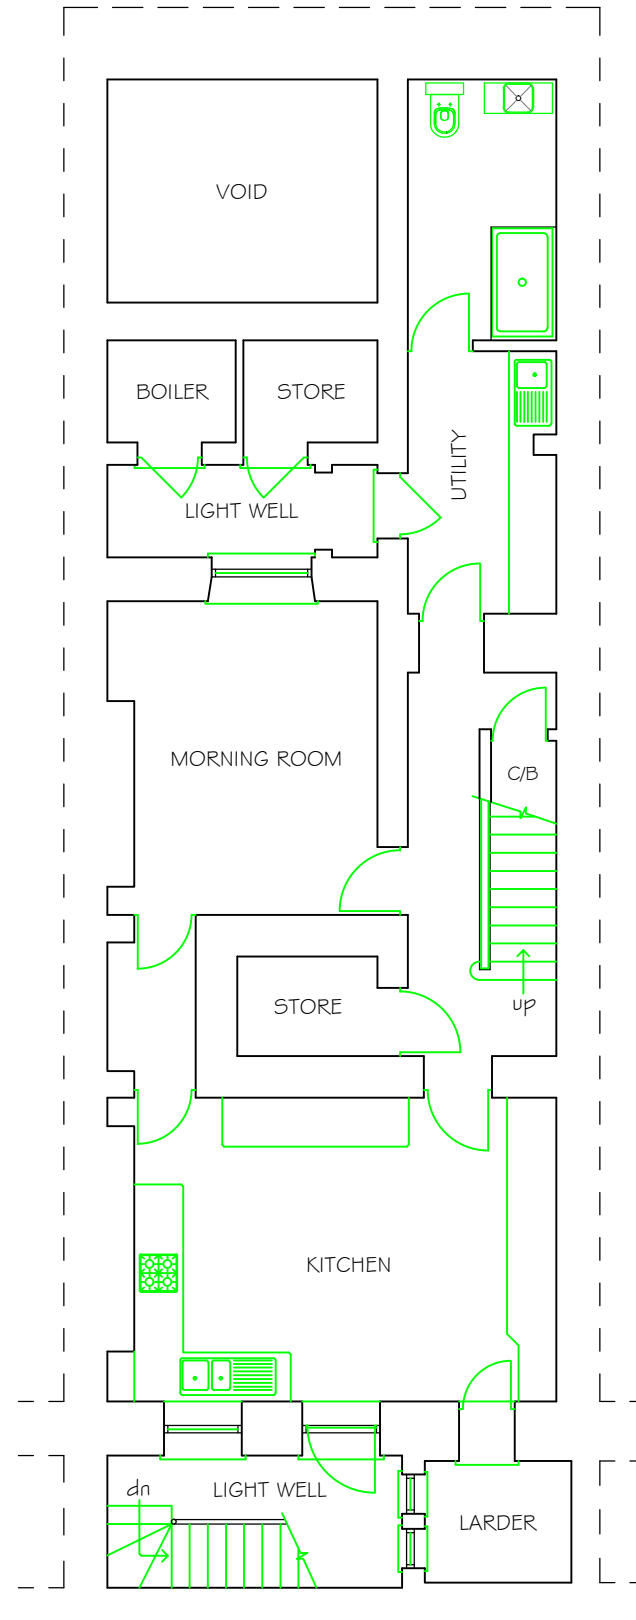 VOID
BOILER
STORE
UTILITY
LIGHT WELL
MORNING ROOM
C/B
STORE
up
KITCHEN
dn
LIGHT WELL
LARDER